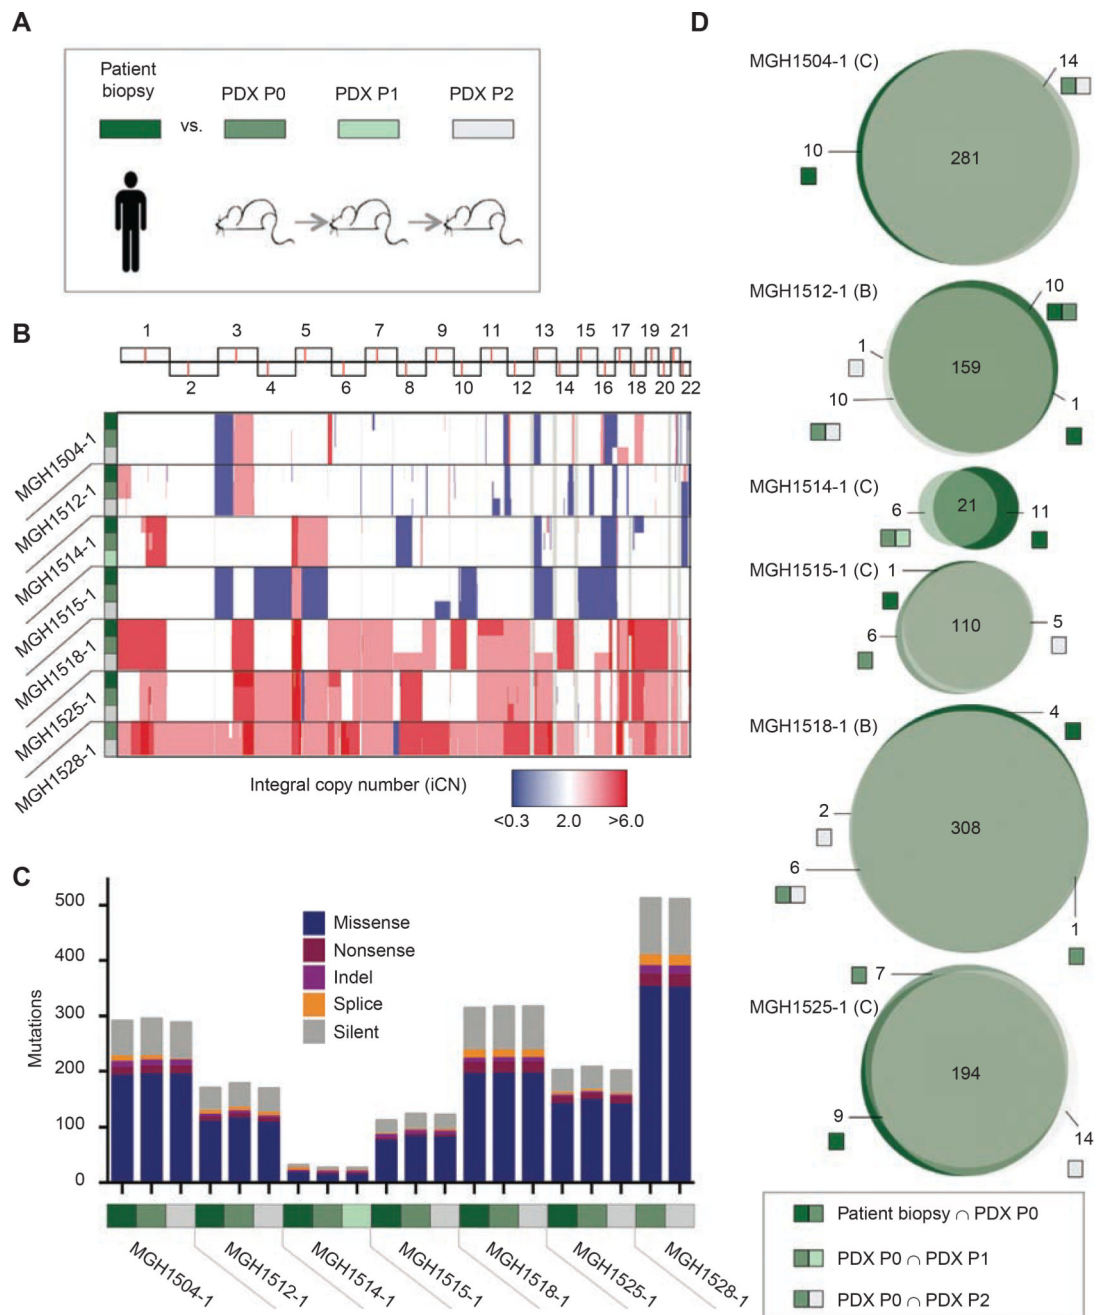 A
Patient
biopsy
vs.
PDX P0
PDX P1
PDX P2
B
1 3 5 7 9 11 13 15 17 19 21
2 4 6 8 10 12 14 16 18 20 22
MGH1504-1
MGH1512-1
MGH1514-1
MGH1515-1
MGH1518-1
MGH1525-1
MGH1528-1
Integral copy number (iCN)
<0.3 2.0 >6.0
C
Mutations
500
400
300
200
100
0
Missense
Nonsense
Indel
Splice
Silent
MGH1504-1
MGH1512-1
MGH1514-1
MGH1515-1
MGH1518-1
MGH1525-1
MGH1528-1
D
MGH1504-1 (C)
14
10
281
MGH1512-1 (B)
10
1
159
10
1
MGH1514-1 (C)
6
21
11
MGH1515-1 (C)
1
110
5
6
MGH1518-1 (B)
4
2
308
6
1
7
MGH1525-1 (C)
194
9
14
Patient biopsy ∩ PDX P0
PDX P0 ∩ PDX P1
PDX P0 ∩ PDX P2